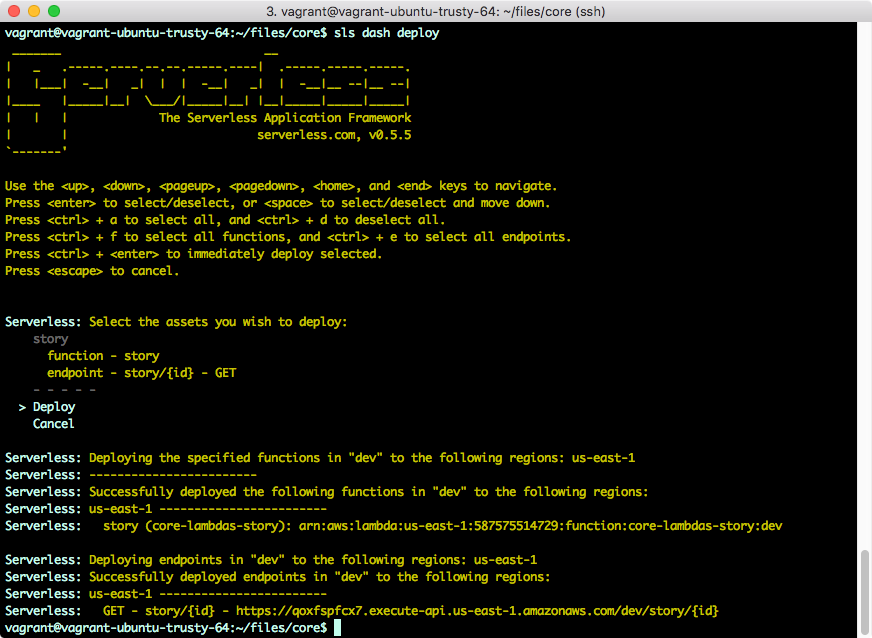 3. vagrant@vagrant-ubuntu-trusty-64: ~/files/core (ssh)
vagrant@vagrant-ubuntu-trusty-64:~/files/core$ sls dash deploy
Serverless
The Serverless Application Framework
serverless.com, v0.5.5
Use the <up>, <down>, <pageup>, <pagedown>, <home>, and <end> keys to navigate.
Press <enter> to select/deselect, or <space> to select/deselect and move down.
Press <ctrl> + a to select all, and <ctrl> + d to deselect all.
Press <ctrl> + f to select all functions, and <ctrl> + e to select all endpoints.
Press <ctrl> + <enter> to immediately deploy selected.
Press <escape> to cancel.
Serverless: Select the assets you wish to deploy:
story
function - story
endpoint - story/{id} - GET
- - - - -
> Deploy
Cancel
Serverless: Deploying the specified functions in "dev" to the following regions: us-east-1
Serverless: ------------------------
Serverless: Successfully deployed the following functions in "dev" to the following regions:
Serverless: us-east-1 ------------------------
Serverless:   story (core-lambdas-story): arn:aws:lambda:us-east-1:587575514729:function:core-lambdas-story:dev
Serverless: Deploying endpoints in "dev" to the following regions: us-east-1
Serverless: Successfully deployed endpoints in "dev" to the following regions:
Serverless: us-east-1 ------------------------
Serverless:   GET - story/{id} - https://qoxfspfcx7.execute-api.us-east-1.amazonaws.com/dev/story/{id}
vagrant@vagrant-ubuntu-trusty-64:~/files/core$